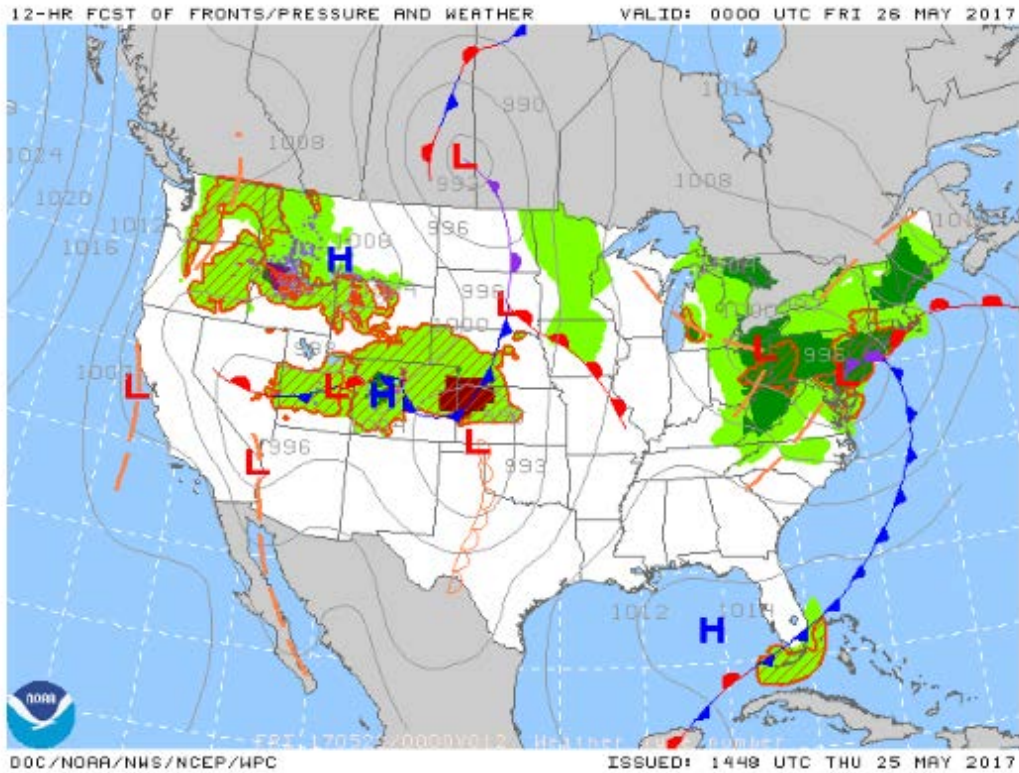 12-HR FCST OF FRONTS/PRESSURE AND WEATHER VALID: 0000 UTC FRI 26 MAY 2017
990
1008
1024
993
1008
1020
1012
1016
996
1008
H
L
996
L
1000
L
996
L
H
L
L
996
L
993
L
1012
1014
H
NOAA
DOC/NOAA/NWS/NCEP/WPC ISSUED: 1448 UTC THU 25 MAY 2017